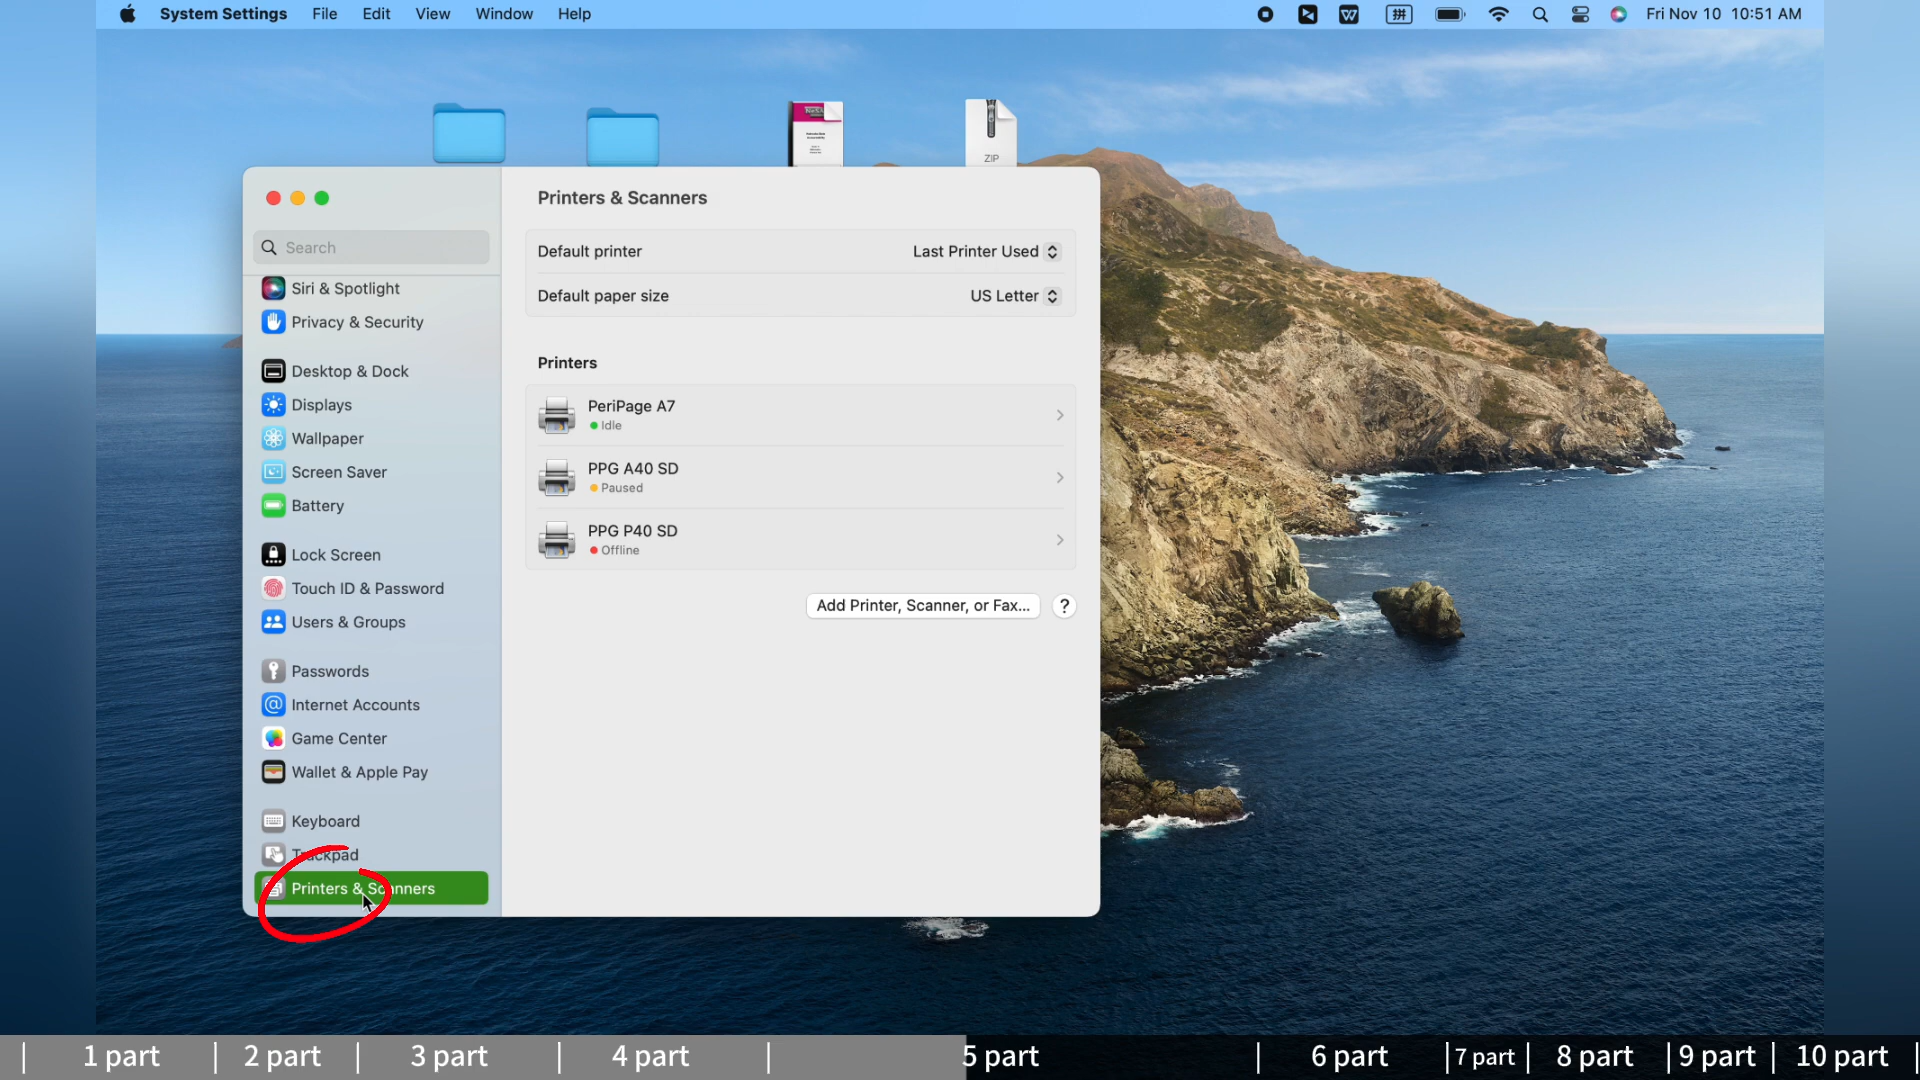 System Settings File Edit View Window Help
拼 Fri Nov 10 10:51 AM
ZIP
Printers & Scanners
Search
Default printer Last Printer Used
Default paper size US Letter
Siri & Spotlight
Privacy & Security
Desktop & Dock
Displays
Wallpaper
Screen Saver
Battery
Lock Screen
Touch ID & Password
Users & Groups
Passwords
Internet Accounts
Game Center
Wallet & Apple Pay
Keyboard
Trackpad
Printers & Scanners
Printers
PeriPage A7
Idle
PPG A40 SD
Paused
PPG P40 SD
Offline
Add Printer, Scanner, or Fax... ?
| 1 part | 2 part | 3 part | 4 part | 5 part | 6 part | 7 part | 8 part | 9 part | 10 part |